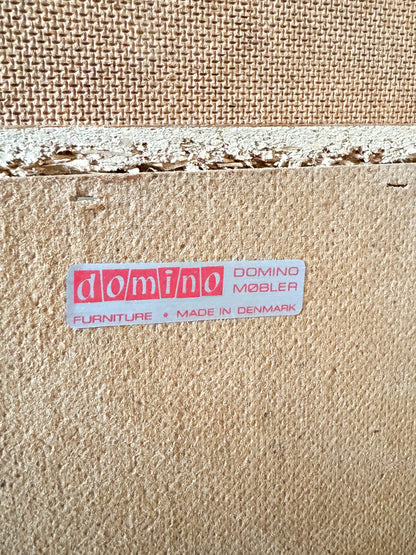 domino
DOMINO
MØBLER
FURNITURE • MADE IN DENMARK